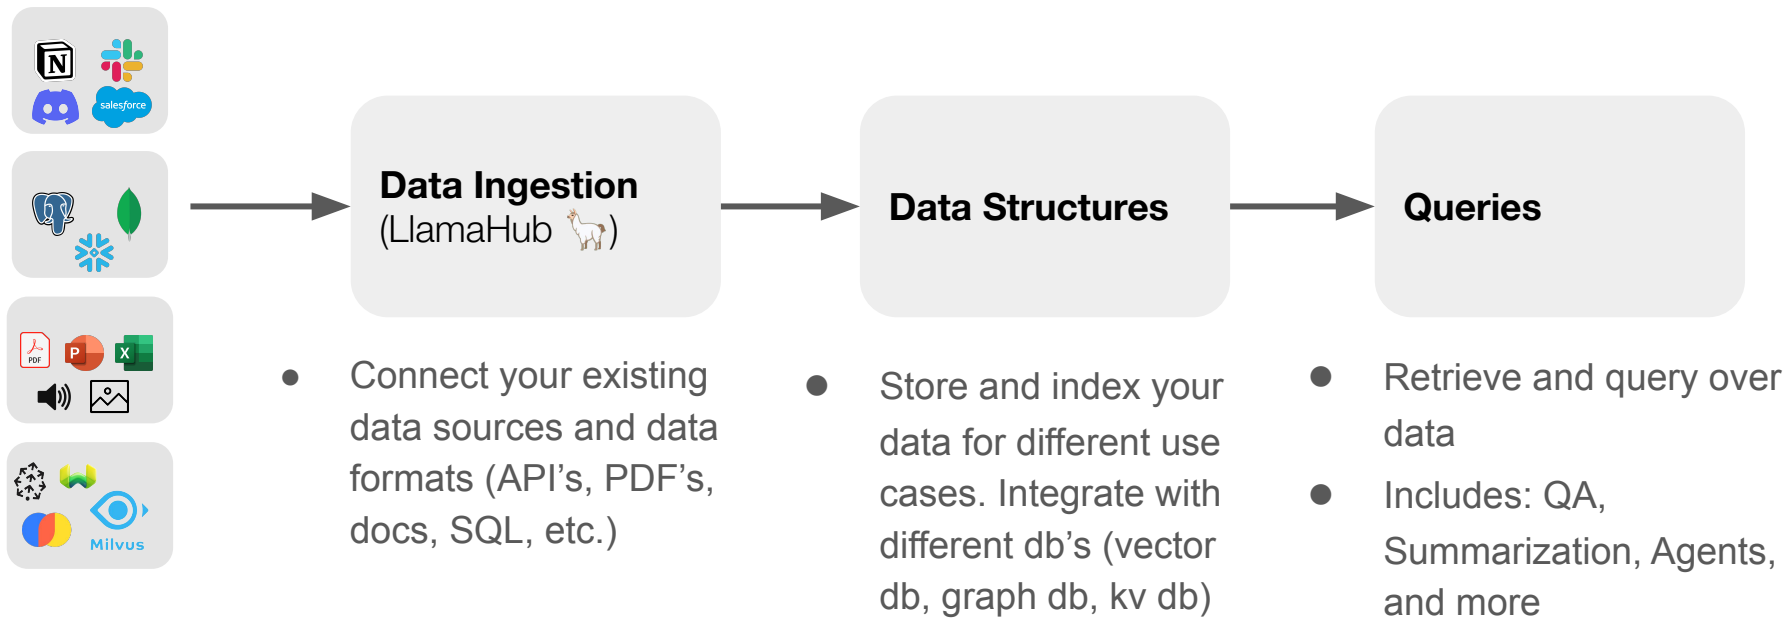 N
salesforce
PDF
P
X
Milvus
Data Ingestion
(LlamaHub 🦙)
● Connect your existing
data sources and data
formats (API’s, PDF’s,
docs, SQL, etc.)
Data Structures
● Store and index your
data for different use
cases. Integrate with
different db’s (vector
db, graph db, kv db)
Queries
● Retrieve and query over
data
● Includes: QA,
Summarization, Agents,
and more